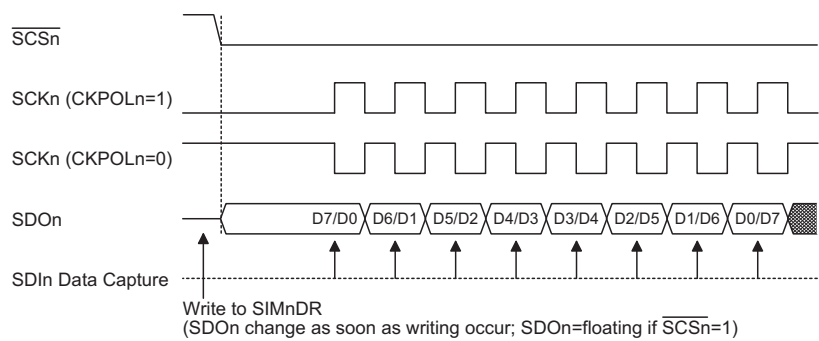 SCSn
SCKn (CKPOLn=1)
SCKn (CKPOLn=0)
SDOn D7/D0 D6/D1 D5/D2 D4/D3 D3/D4 D2/D5 D1/D6 D0/D7
SDIn Data Capture
Write to SIMnDR
(SDOn change as soon as writing occur; SDOn=floating if SCSn=1)